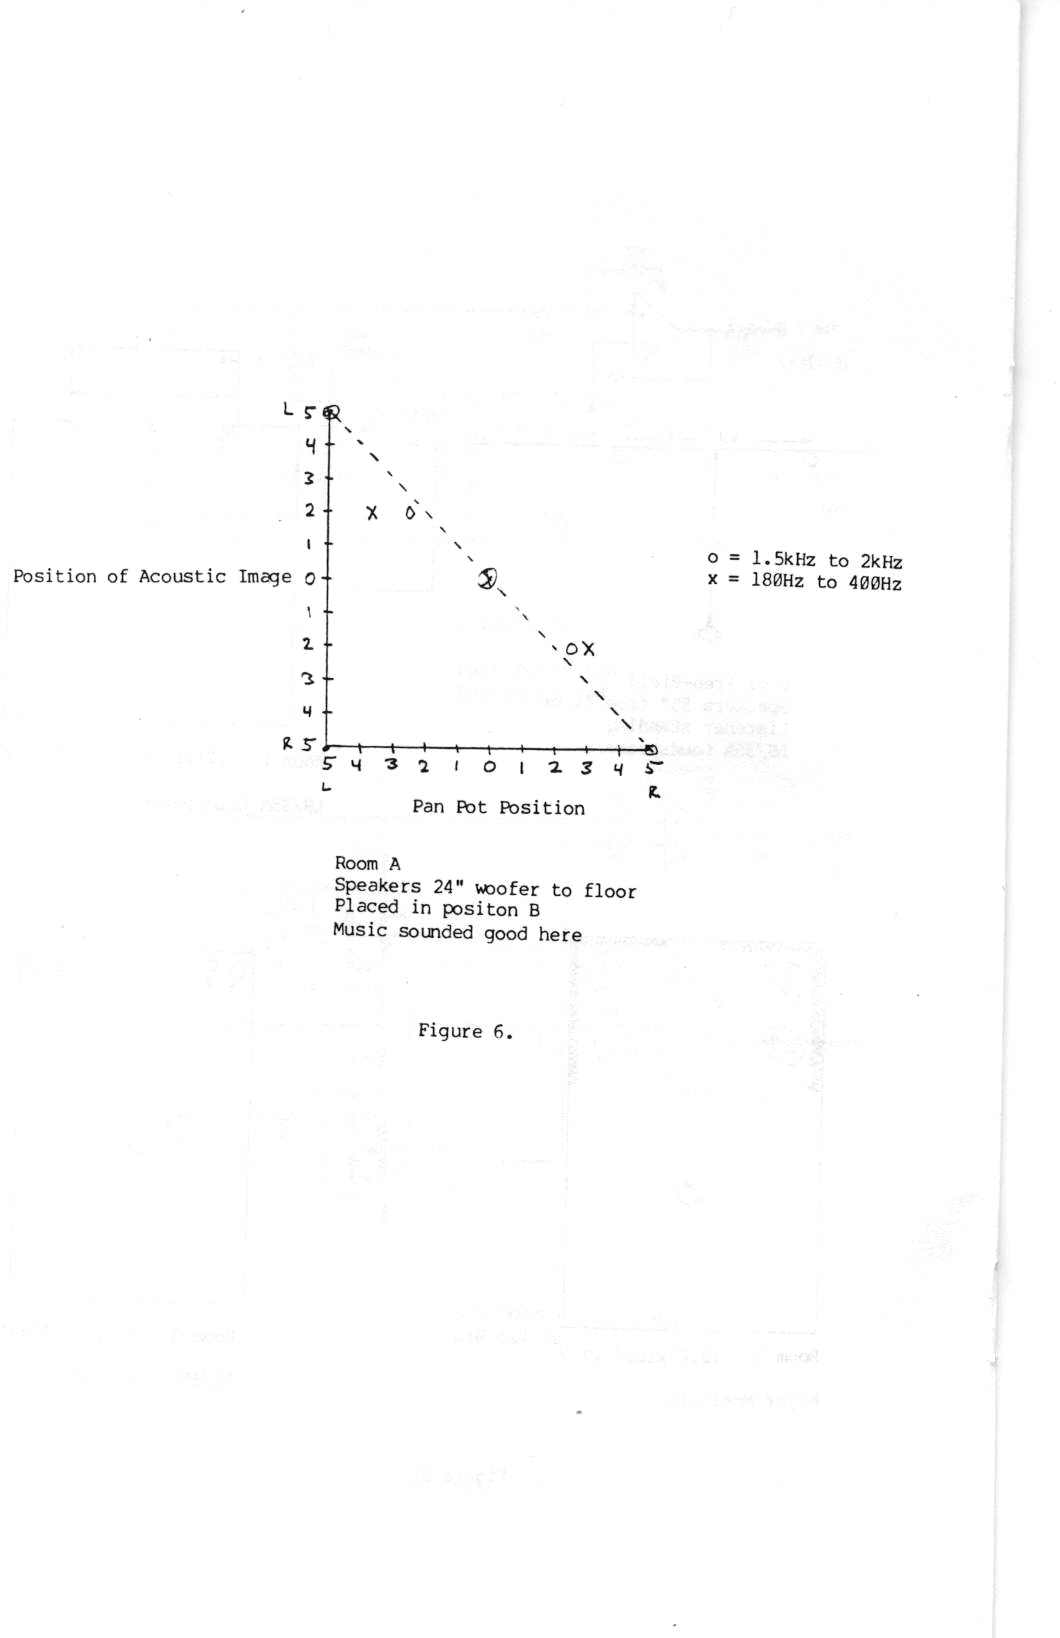 L 5
4
3
2
1
Position of Acoustic Image 0
1
2
3
4
R 5
5 4 3 2 1 0 1 2 3 4 5
L R
Pan Pot Position
o = 1.5kHz to 2kHz
x = 180Hz to 400Hz
Room A
Speakers 24" woofer to floor
Placed in positon B
Music sounded good here
Figure 6.